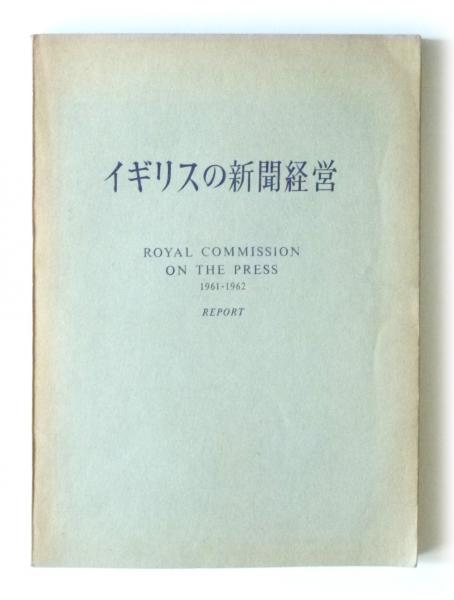 イギリスの新聞経営
ROYAL COMMISSION
ON THE PRESS
1961-1962
REPORT